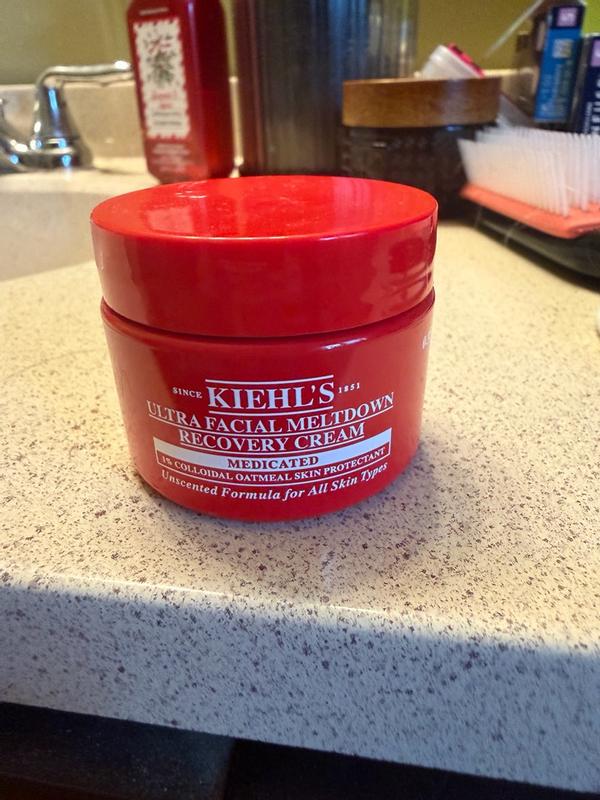 SINCE KIEHL'S 1851
ULTRA FACIAL MELTDOWN
RECOVERY CREAM
MEDICATED
1% COLLOIDAL OATMEAL SKIN PROTECTANT
Unscented Formula for All Skin Types